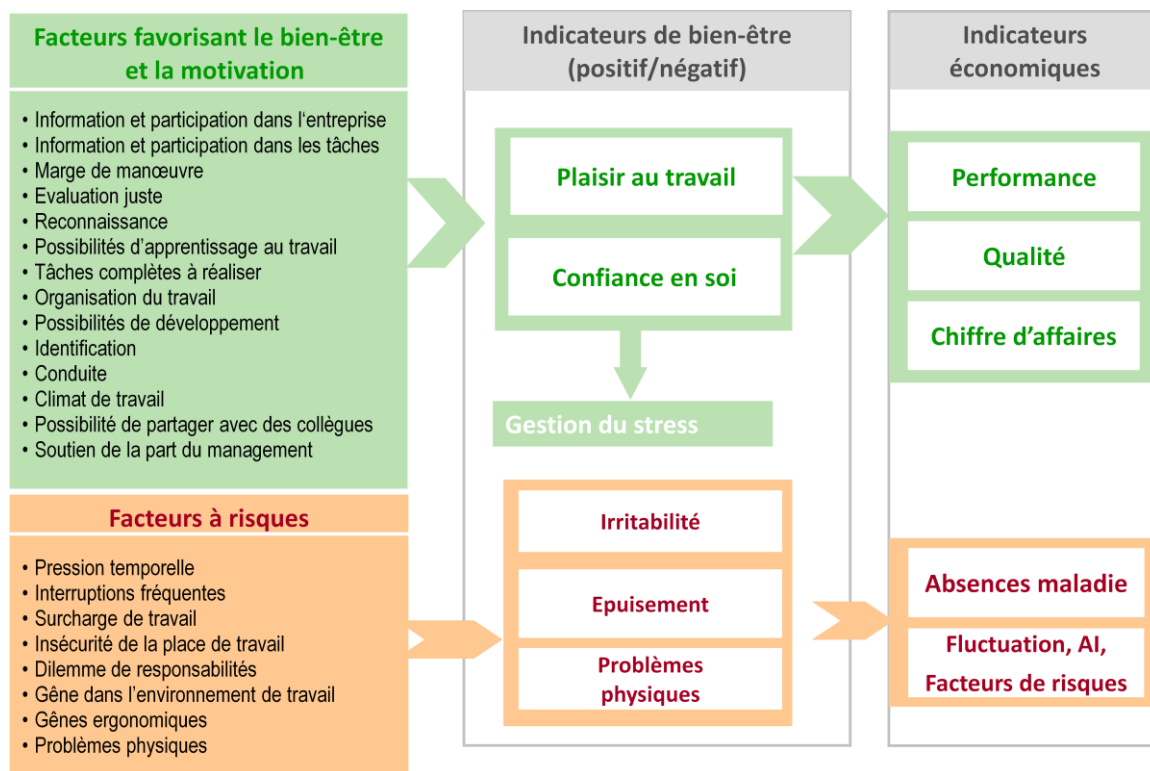 Facteurs favorisant le bien-être
et la motivation
• Information et participation dans l'entreprise
• Information et participation dans les tâches
• Marge de manœuvre
• Evaluation juste
• Reconnaissance
• Possibilités d'apprentissage au travail
• Tâches complètes à réaliser
• Organisation du travail
• Possibilités de développement
• Identification
• Conduite
• Climat de travail
• Possibilité de partager avec des collègues
• Soutien de la part du management
Facteurs à risques
• Pression temporelle
• Interruptions fréquentes
• Surcharge de travail
• Insécurité de la place de travail
• Dilemme de responsabilités
• Gêne dans l'environnement de travail
• Gênes ergonomiques
• Problèmes physiques
Indicateurs de bien-être
(positif/négatif)
Plaisir au travail
Confiance en soi
Gestion du stress
Irritabilité
Epuisement
Problèmes
physiques
Indicateurs
économiques
Performance
Qualité
Chiffre d'affaires
Absences maladie
Fluctuation, AI,
Facteurs de risques